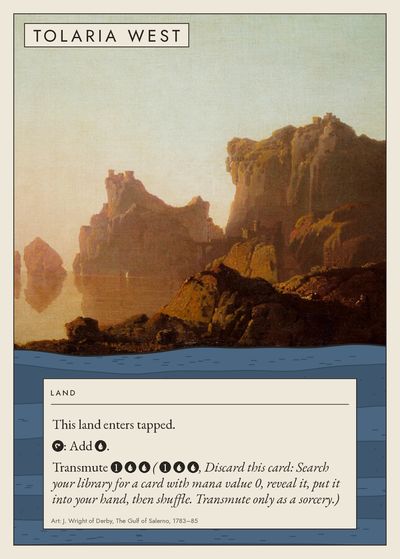 TOLARIA WEST
LAND
This land enters tapped.
: Add .
Transmute 1 ( 1 , Discard this card: Search
your library for a card with mana value 0, reveal it, put it
into your hand, then shuffle. Transmute only as a sorcery.)
Art: J. Wright of Derby, The Gulf of Salerno, 1783–85